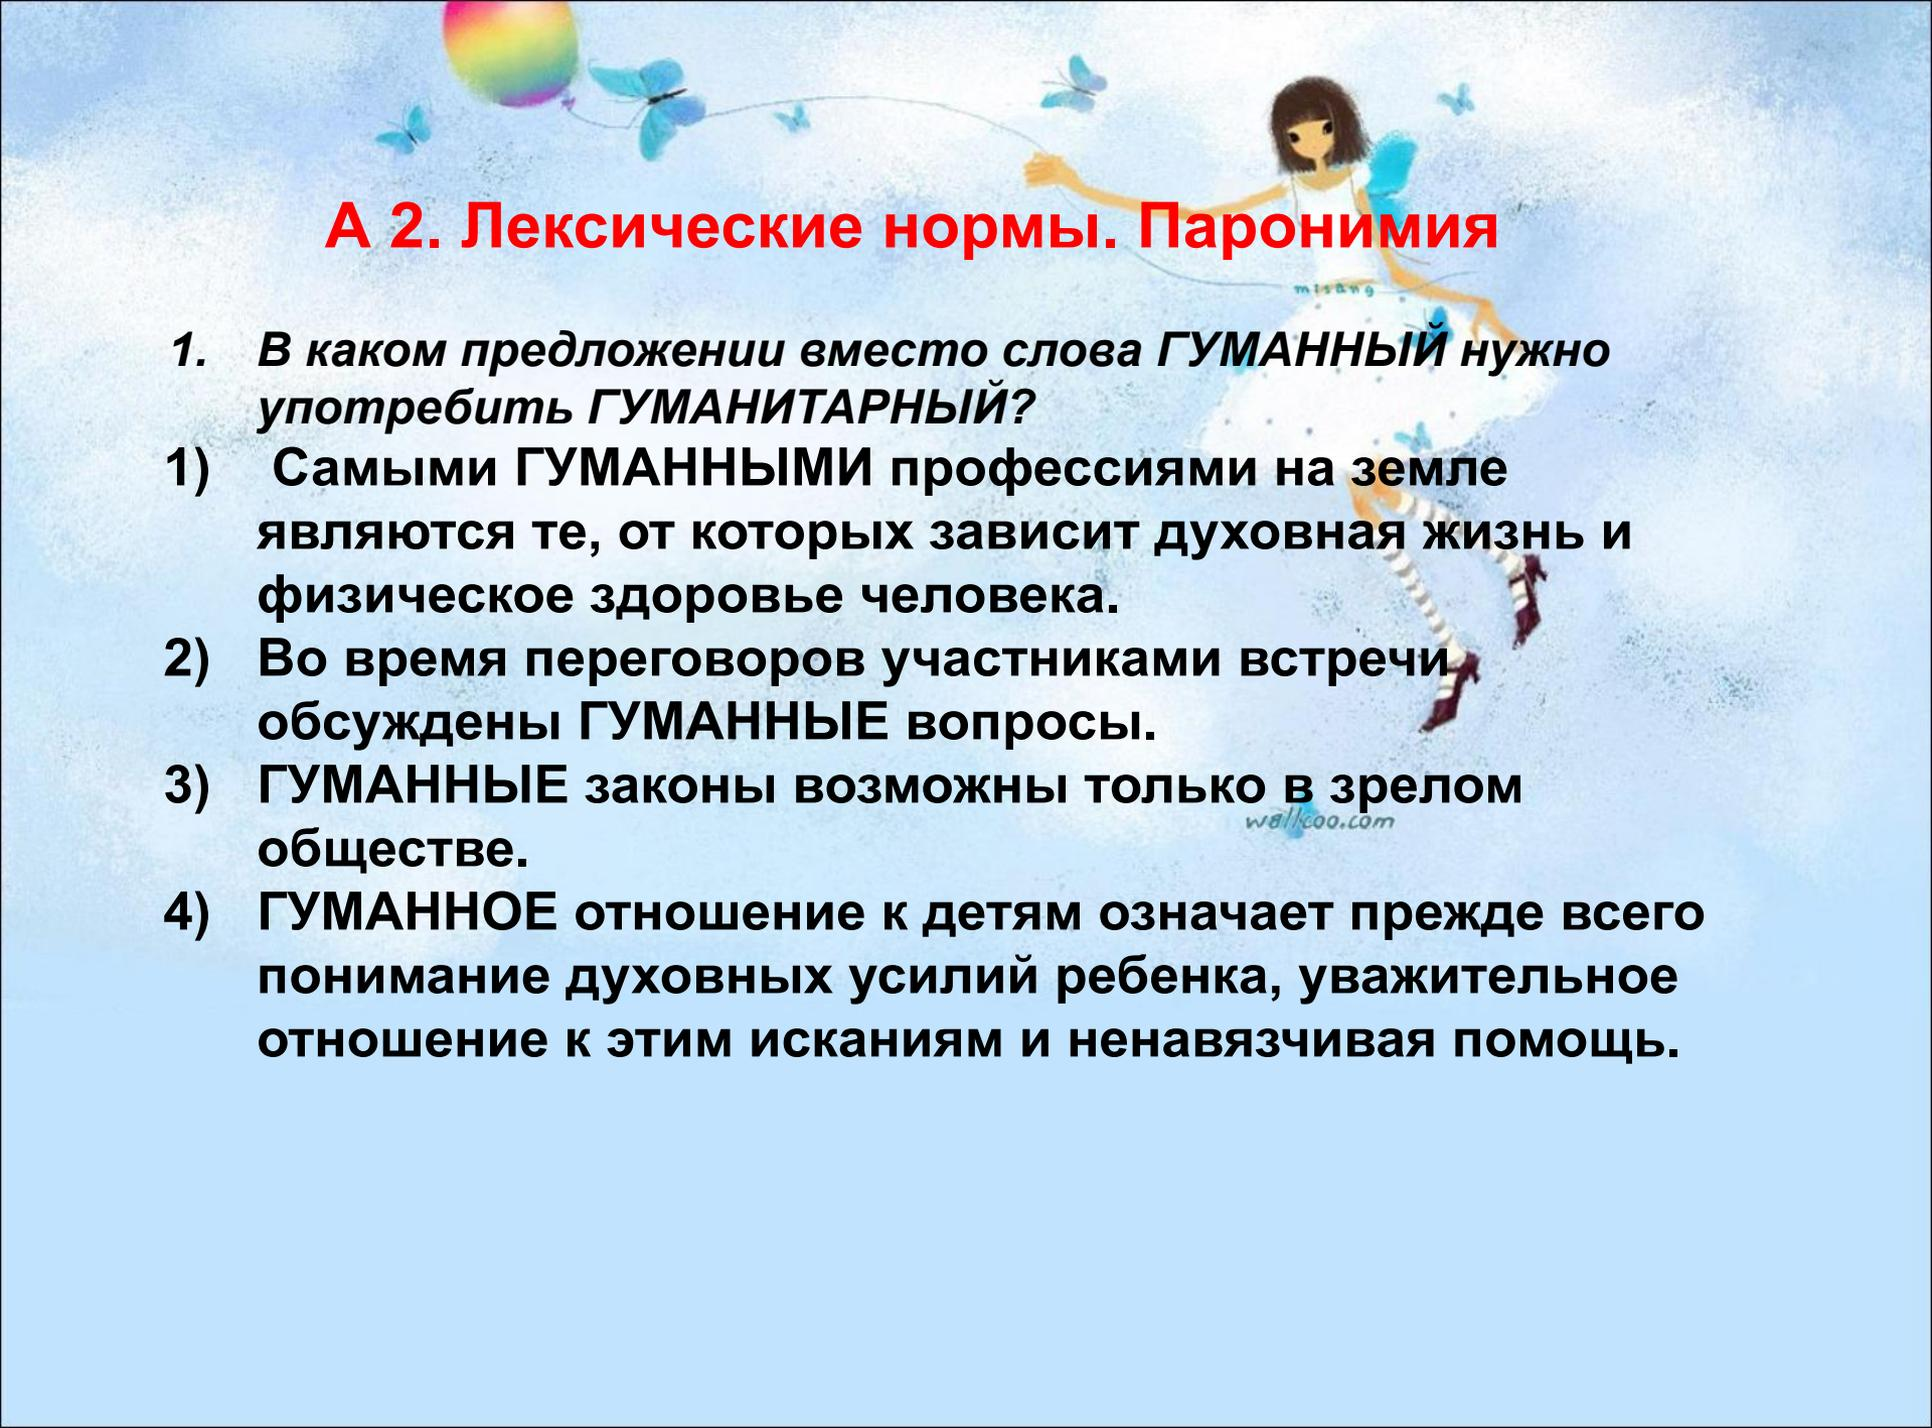 А 2. Лексические нормы. Паронимия
misang
1. В каком предложении вместо слова ГУМАННЫЙ нужно
употребить ГУМАНИТАРНЫЙ?
1) Самыми ГУМАННЫМИ профессиями на земле
являются те, от которых зависит духовная жизнь и
физическое здоровье человека.
2) Во время переговоров участниками встречи
обсуждены ГУМАННЫЕ вопросы.
3) ГУМАННЫЕ законы возможны только в зрелом
обществе.
wallcoo.com
4) ГУМАННОЕ отношение к детям означает прежде всего
понимание духовных усилий ребенка, уважительное
отношение к этим исканиям и ненавязчивая помощь.